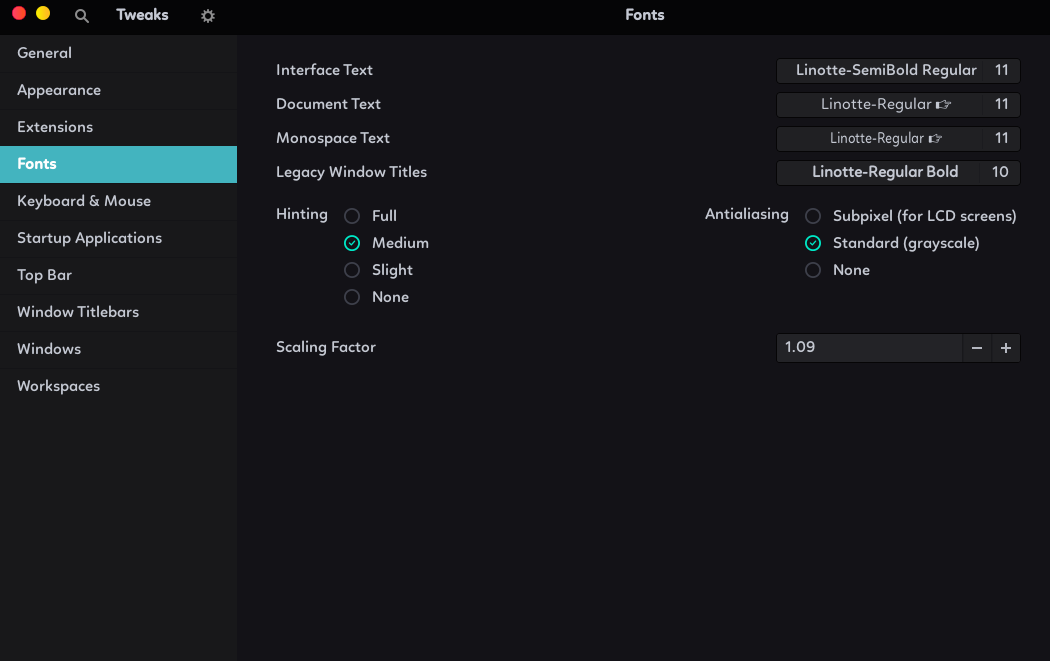 Tweaks
Fonts
General
Appearance
Extensions
Fonts
Keyboard & Mouse
Startup Applications
Top Bar
Window Titlebars
Windows
Workspaces
Interface Text Linotte-SemiBold Regular 11
Document Text Linotte-Regular ☞ 11
Monospace Text Linotte-Regular ☞ 11
Legacy Window Titles Linotte-Regular Bold 10
Hinting
Full
Medium
Slight
None
Antialiasing
Subpixel (for LCD screens)
Standard (grayscale)
None
Scaling Factor 1.09 − +